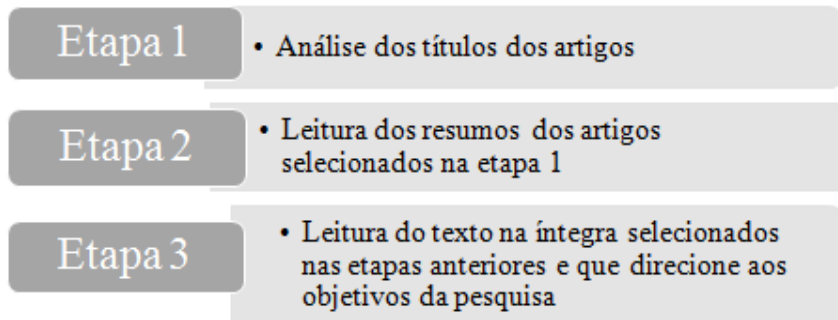 Etapa 1
• Análise dos títulos dos artigos
Etapa 2
• Leitura dos resumos dos artigos
selecionados na etapa 1
Etapa 3
• Leitura do texto na íntegra selecionados
nas etapas anteriores e que direcione aos
objetivos da pesquisa